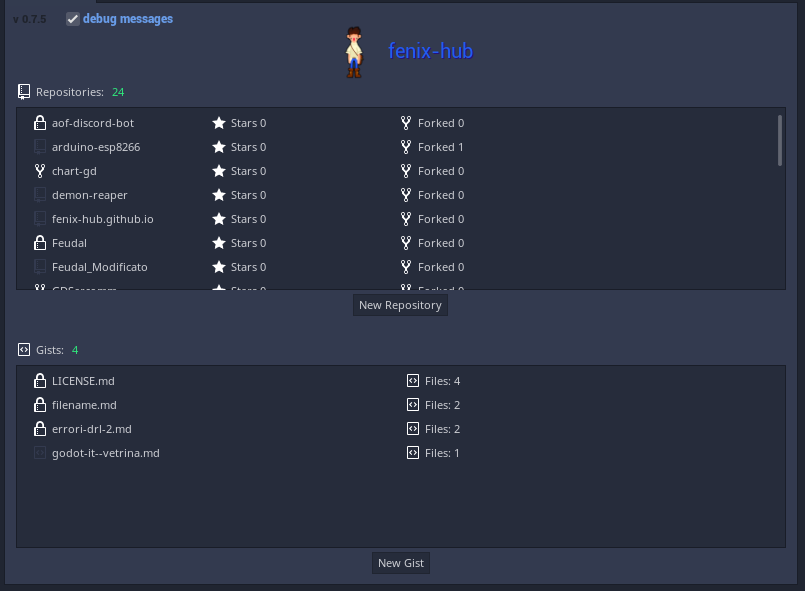 v 0.7.5 debug messages
fenix-hub
Repositories: 24
aof-discord-bot Stars 0 Forked 0
arduino-esp8266 Stars 0 Forked 1
chart-gd Stars 0 Forked 0
demon-reaper Stars 0 Forked 0
fenix-hub.github.io Stars 0 Forked 0
Feudal Stars 0 Forked 0
Feudal_Modificato Stars 0 Forked 0
Stars 0 Forked 0
New Repository
Gists: 4
LICENSE.md Files: 4
filename.md Files: 2
errori-drl-2.md Files: 2
godot-it--vetrina.md Files: 1
New Gist